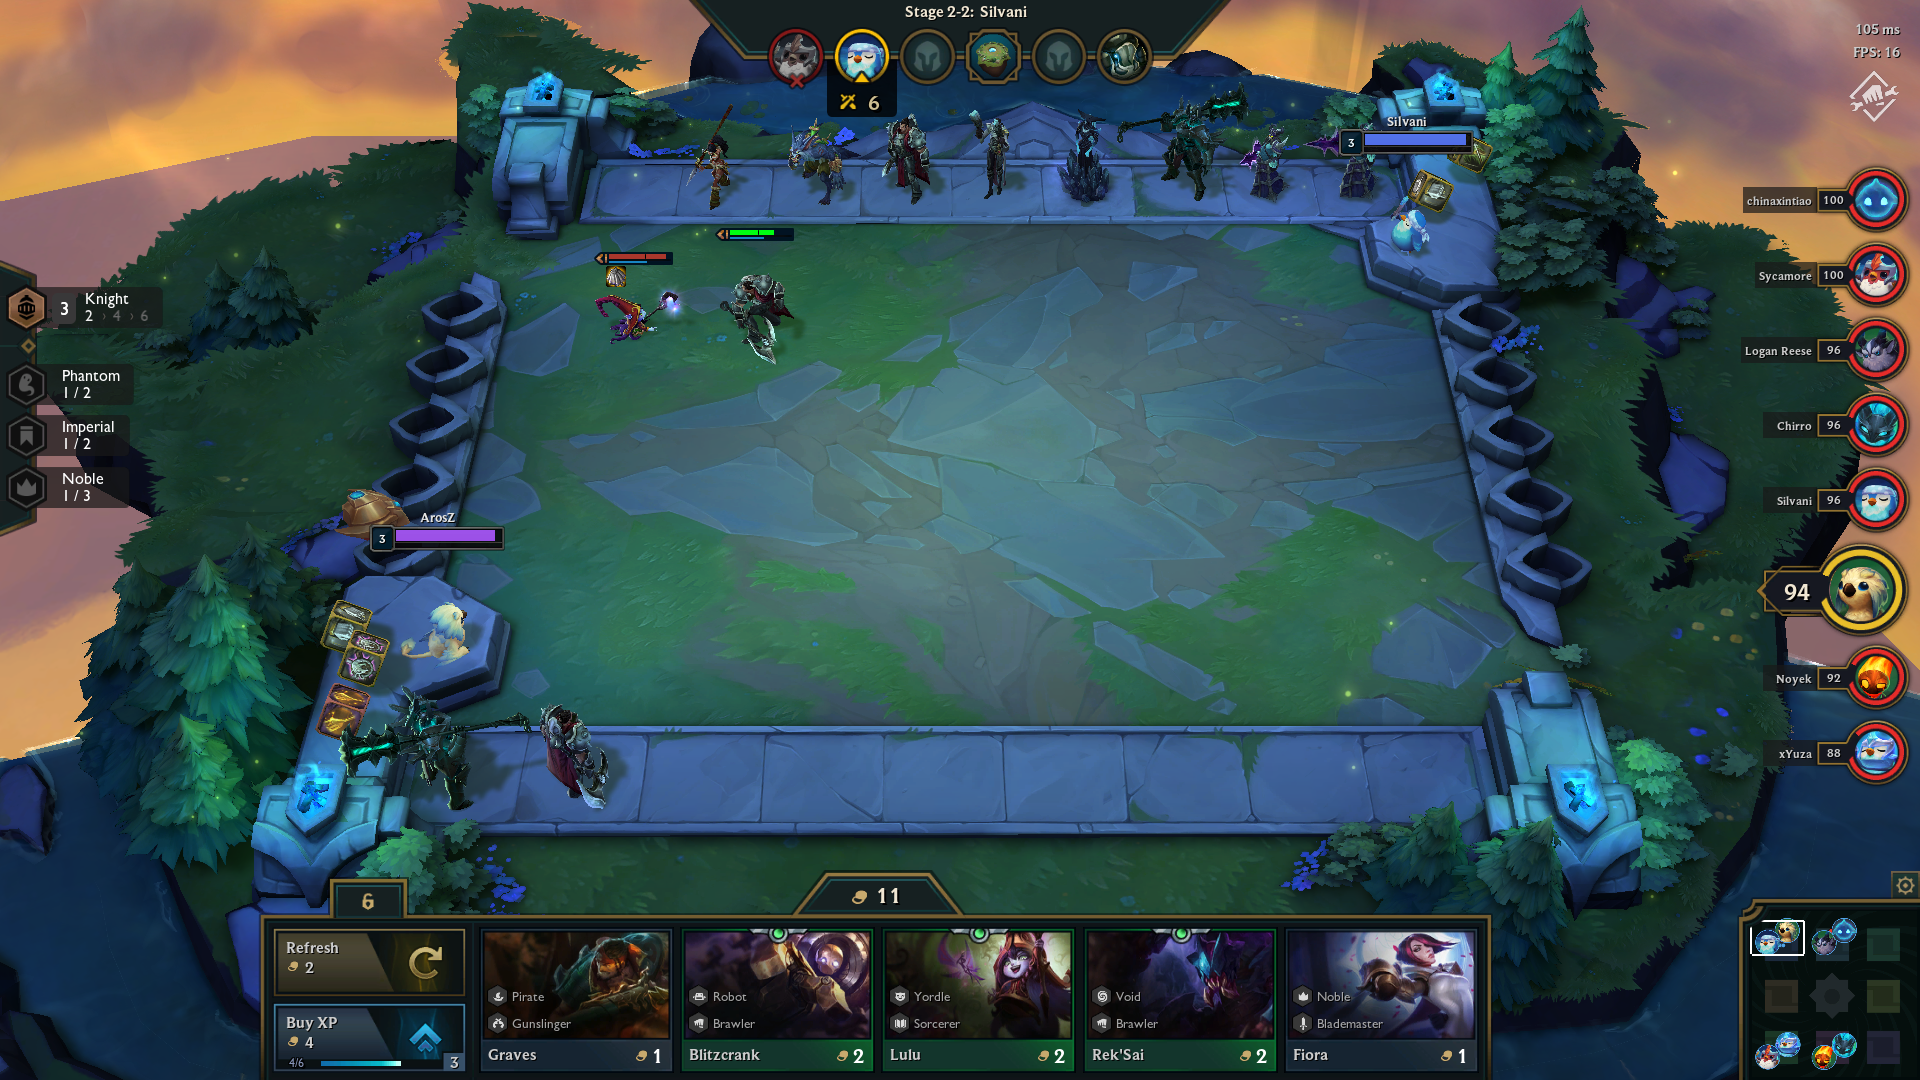 Stage 2-2: Silvani
105 ms
FPS: 16
6
Silvani
3
chinaxintiao 100
Sycamore 100
Logan Reese 96
Chirro 96
Silvani 96
94
Noyek 92
xYuza 88
3 Knight
2 › 4 › 6
Phantom
1 / 2
Imperial
1 / 2
Noble
1 / 3
ArosZ
3
6
11
Refresh
2
Buy XP
4
4/6
3
Pirate
Gunslinger
Graves 1
Robot
Brawler
Blitzcrank 2
Yordle
Sorcerer
Lulu 2
Void
Brawler
Rek'Sai 2
Noble
Blademaster
Fiora 1